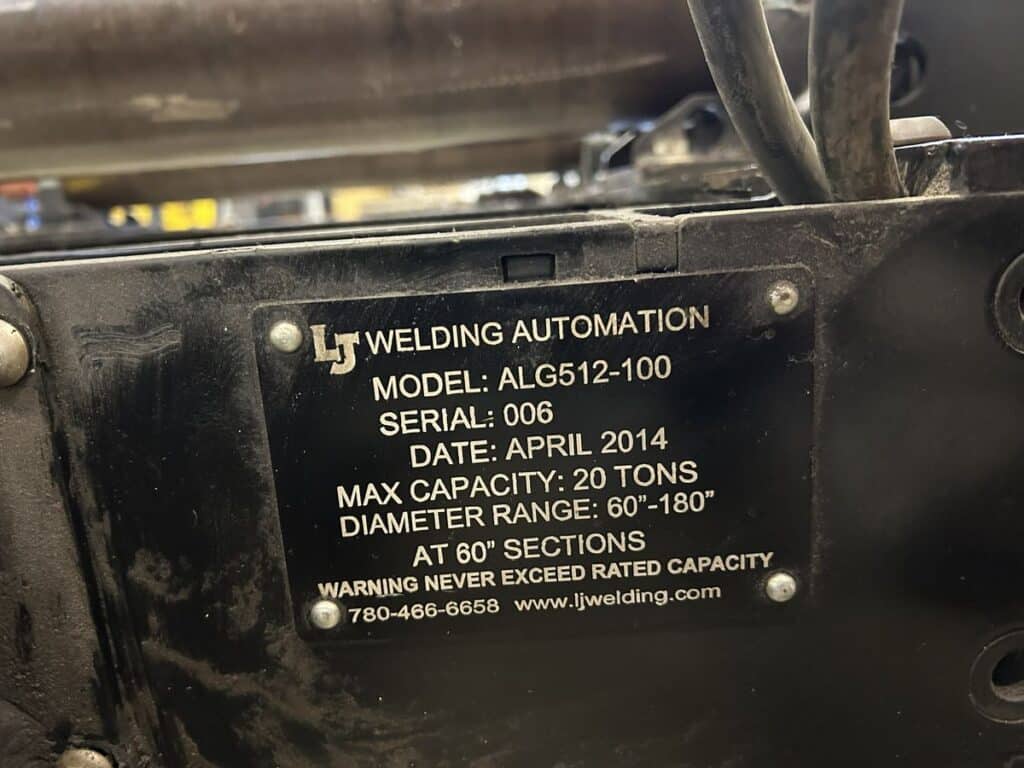 LJ WELDING AUTOMATION
MODEL: ALG512-100
SERIAL: 006
DATE: APRIL 2014
MAX CAPACITY: 20 TONS
DIAMETER RANGE: 60"-180"
AT 60" SECTIONS
WARNING NEVER EXCEED RATED CAPACITY
780-466-6658 www.ljwelding.com